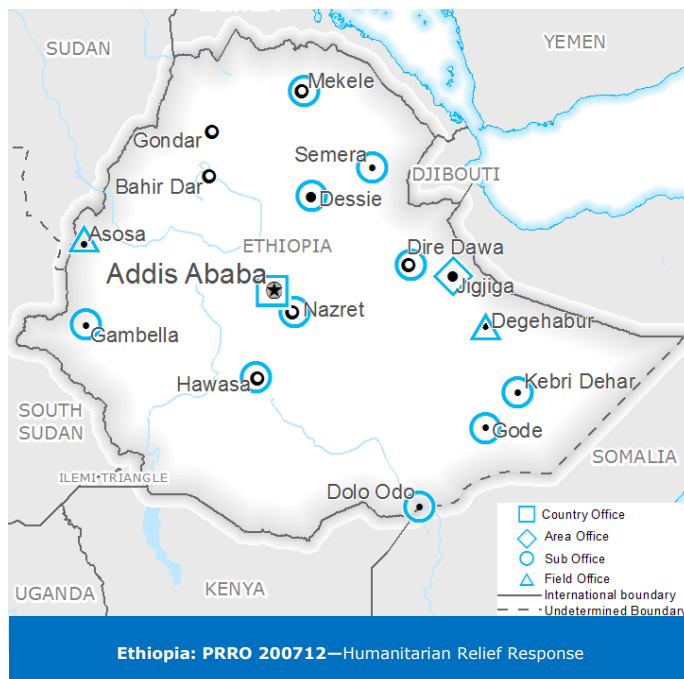 SUDAN
YEMEN
Mekele
Gondar
Semera
DJIBOUTI
Bahir Dar
Dessie
Asosa
ETHIOPIA
Dire Dawa
Addis Ababa
Jigjiga
Nazret
Degehabur
Gambella
Hawasa
Kebri Dehar
SOUTH
SUDAN
Gode
SOMALIA
ILEMI TRIANGLE
Dolo Odo
Country Office
Area Office
Sub Office
Field Office
International boundary
Undetermined Boundary
UGANDA
KENYA
Ethiopia: PRRO 200712—Humanitarian Relief Response